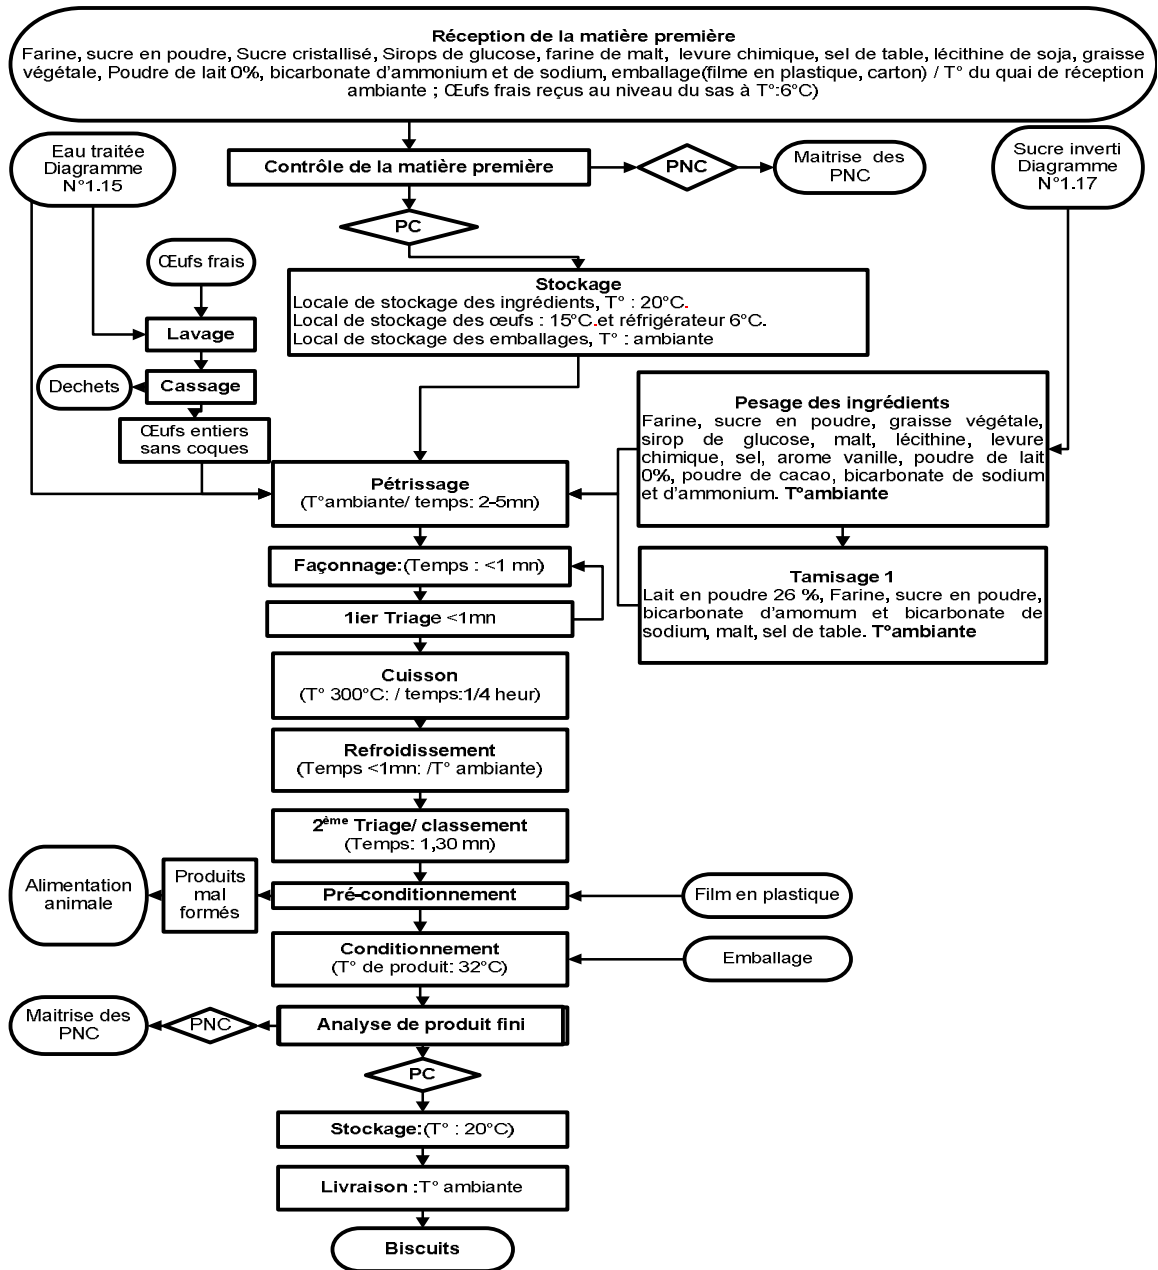 Réception de la matière première
Farine, sucre en poudre, Sucre cristallisé, Sirops de glucose, farine de malt, levure chimique, sel de table, lécithine de soja, graisse
végétale, Poudre de lait 0%, bicarbonate d'ammonium et de sodium, emballage(filme en plastique, carton) / T° du quai de réception
ambiante ; Œufs frais reçus au niveau du sas à T°:6°C)
Eau traitée
Diagramme
N°1.15
Contrôle de la matière première
PNC
Maitrise des
PNC
Sucre inverti
Diagramme
N°1.17
PC
Œufs frais
Stockage
Locale de stockage des ingrédients, T° : 20°C.
Local de stockage des œufs : 15°C.et réfrigérateur 6°C.
Local de stockage des emballages, T° : ambiante
Lavage
Dechets
Cassage
Œufs entiers
sans coques
Pesage des ingrédients
Farine, sucre en poudre, graisse végétale,
sirop de glucose, malt, lécithine, levure
chimique, sel, arome vanille, poudre de lait
0%, poudre de cacao, bicarbonate de sodium
et d'ammonium. T°ambiante
Pétrissage
(T°ambiante/ temps: 2-5mn)
Façonnage:(Temps : <1 mn)
Tamisage 1
Lait en poudre 26 %, Farine, sucre en poudre,
bicarbonate d'amomum et bicarbonate de
sodium, malt, sel de table. T°ambiante
1ier Triage <1mn
Cuisson
(T° 300°C: / temps:1/4 heur)
Refroidissement
(Temps <1mn: /T° ambiante)
2ème Triage/ classement
(Temps: 1,30 mn)
Alimentation
animale
Produits
mal
formés
Pré-conditionnement
Film en plastique
Conditionnement
(T° de produit: 32°C)
Emballage
Maitrise des
PNC
PNC
Analyse de produit fini
PC
Stockage:(T° : 20°C)
Livraison :T° ambiante
Biscuits